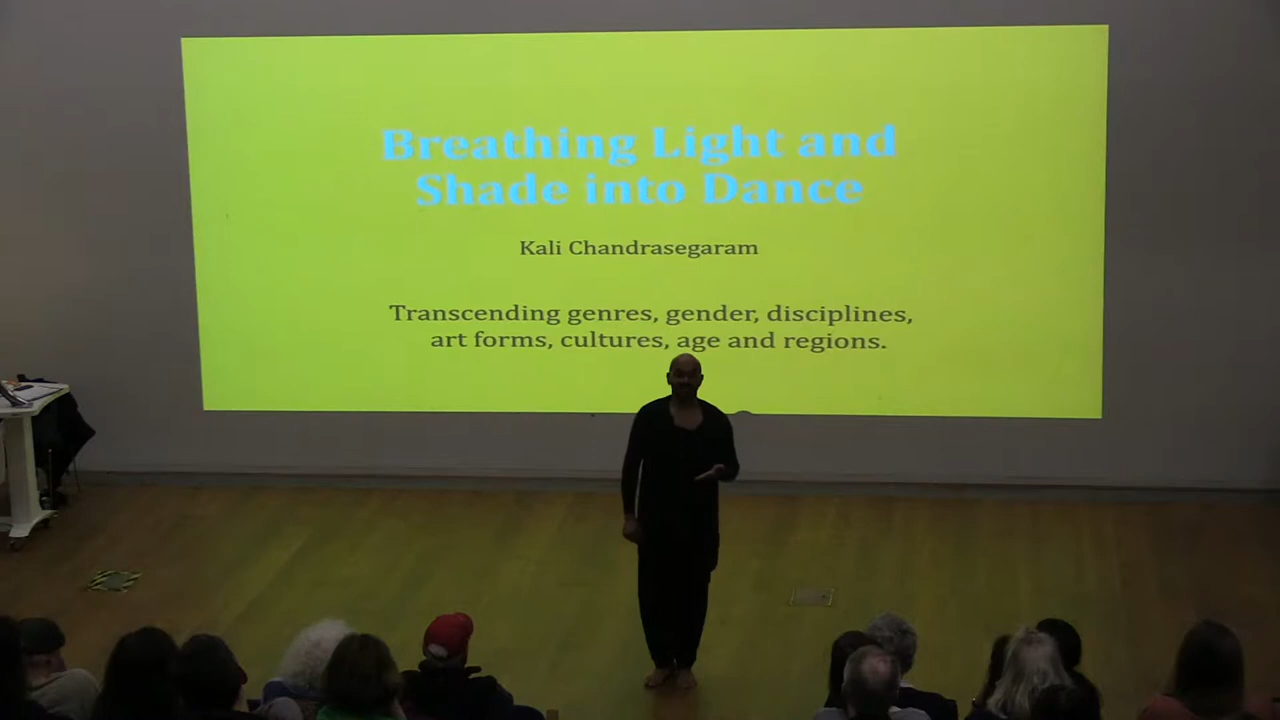 Breathing Light and
Shade into Dance
Kali Chandrasegaram
Transcending genres, gender, disciplines,
art forms, cultures, age and regions.